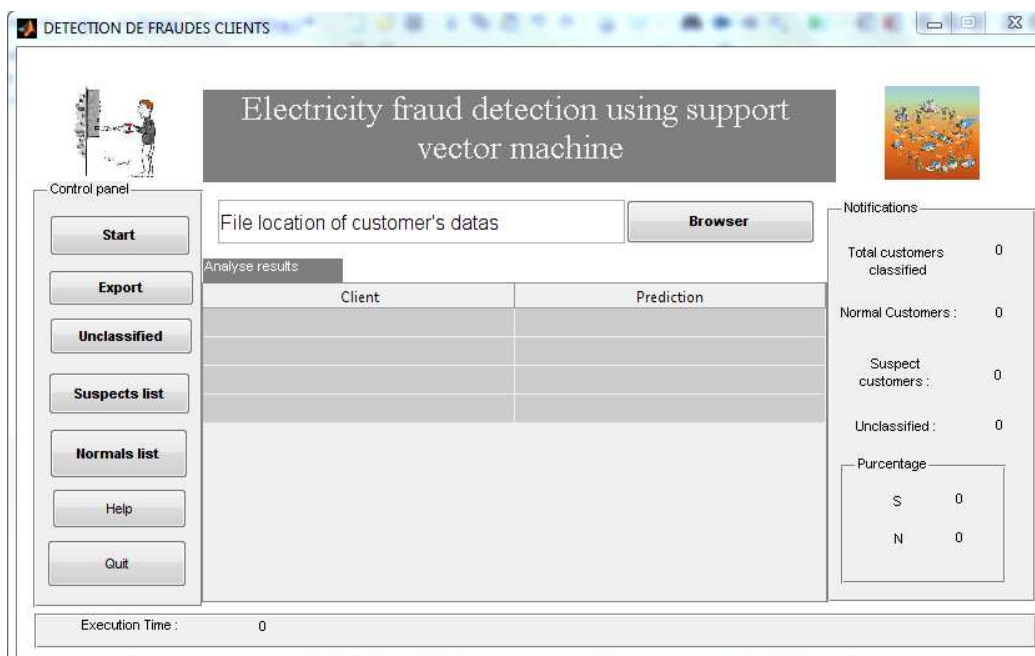 DETECTION DE FRAUDES CLIENTS
Electricity fraud detection using support
vector machine
Control panel
Start
Export
Unclassified
Suspects list
Normals list
Help
Quit
File location of customer's datas
Browser
Analyse results
Client
Prediction
Notifications
Total customers
classified
0
Normal Customers :
0
Suspect
customers :
0
Unclassified :
0
Purcentage
S
0
N
0
Execution Time :
0